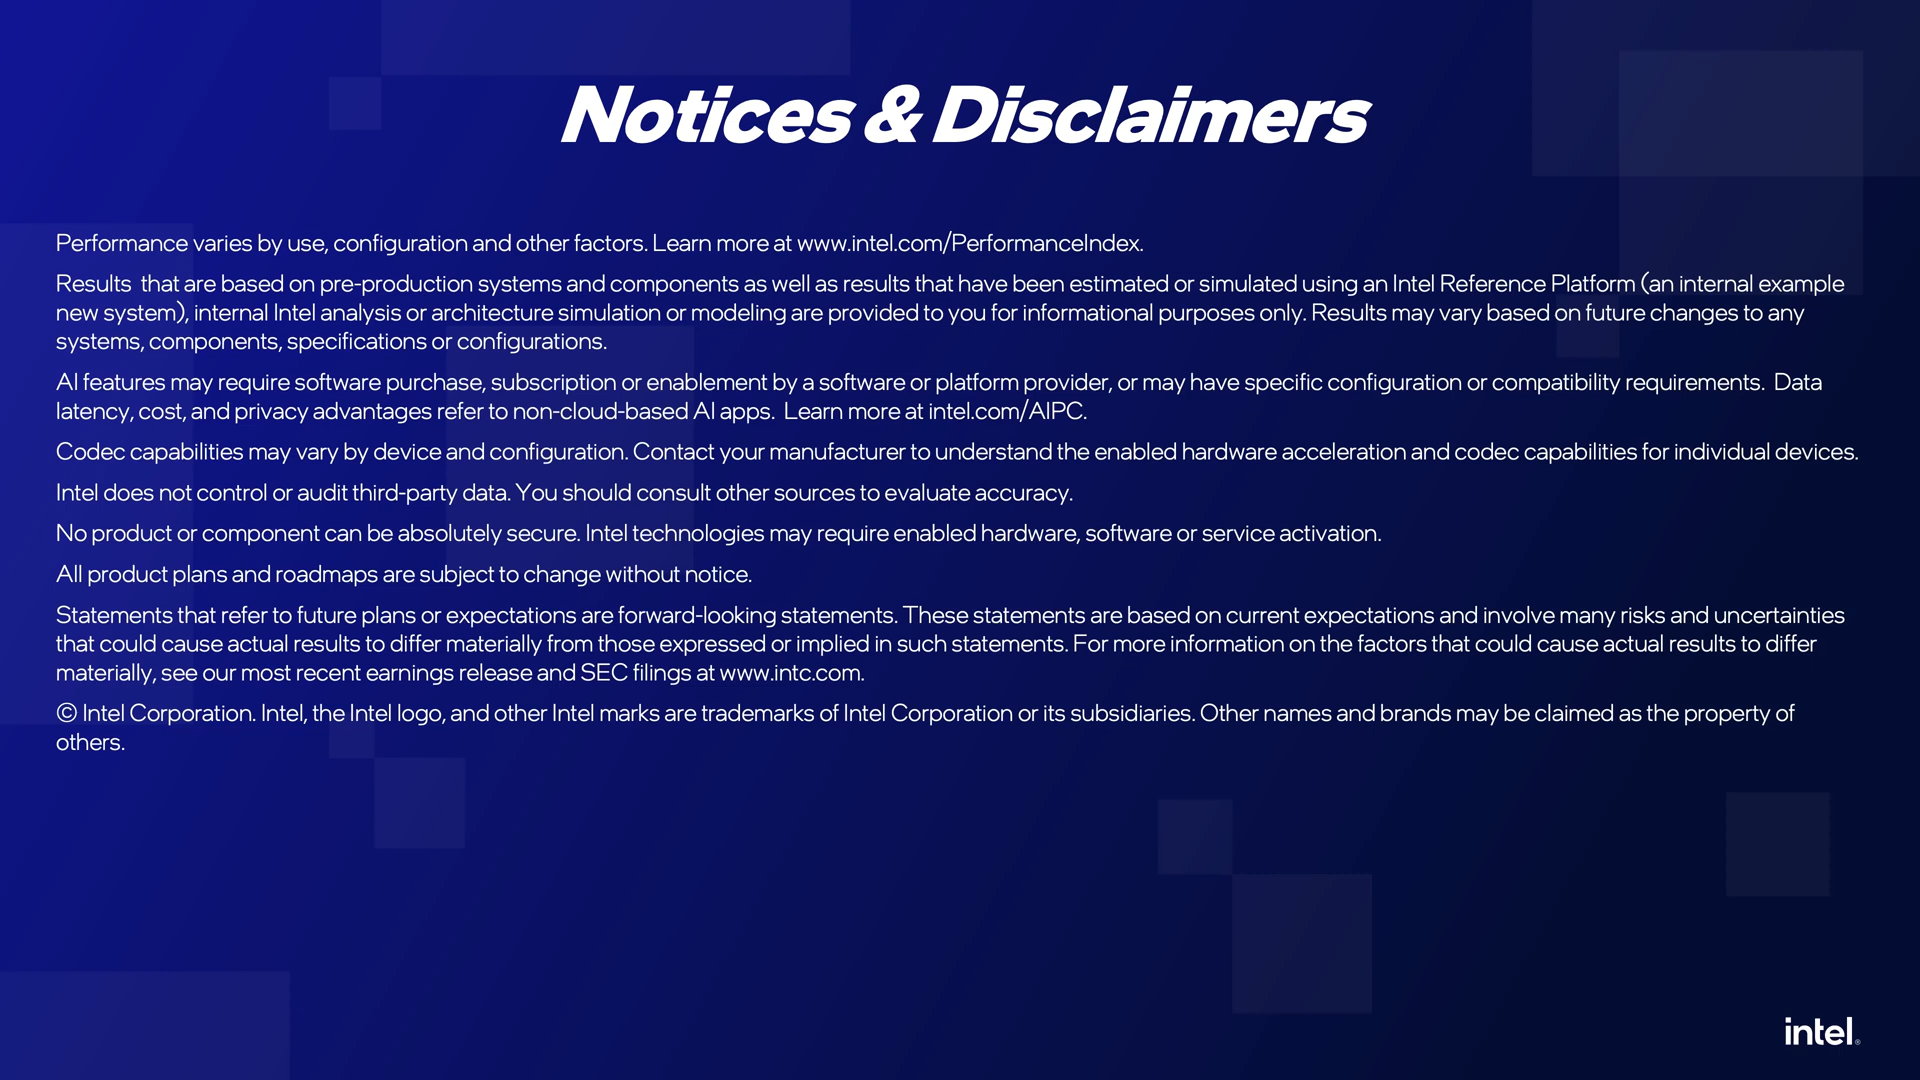 Notices & Disclaimers
Performance varies by use, configuration and other factors. Learn more at www.intel.com/PerformanceIndex.
Results  that are based on pre-production systems and components as well as results that have been estimated or simulated using an Intel Reference Platform (an internal example
new system), internal Intel analysis or architecture simulation or modeling are provided to you for informational purposes only. Results may vary based on future changes to any
systems, components, specifications or configurations.
AI features may require software purchase, subscription or enablement by a software or platform provider, or may have specific configuration or compatibility requirements.  Data
latency, cost, and privacy advantages refer to non-cloud-based AI apps.  Learn more at intel.com/AIPC.
Codec capabilities may vary by device and configuration. Contact your manufacturer to understand the enabled hardware acceleration and codec capabilities for individual devices.
Intel does not control or audit third-party data. You should consult other sources to evaluate accuracy.
No product or component can be absolutely secure. Intel technologies may require enabled hardware, software or service activation.
All product plans and roadmaps are subject to change without notice.
Statements that refer to future plans or expectations are forward-looking statements. These statements are based on current expectations and involve many risks and uncertainties
that could cause actual results to differ materially from those expressed or implied in such statements. For more information on the factors that could cause actual results to differ
materially, see our most recent earnings release and SEC filings at www.intc.com.
© Intel Corporation. Intel, the Intel logo, and other Intel marks are trademarks of Intel Corporation or its subsidiaries. Other names and brands may be claimed as the property of
others.
intel®